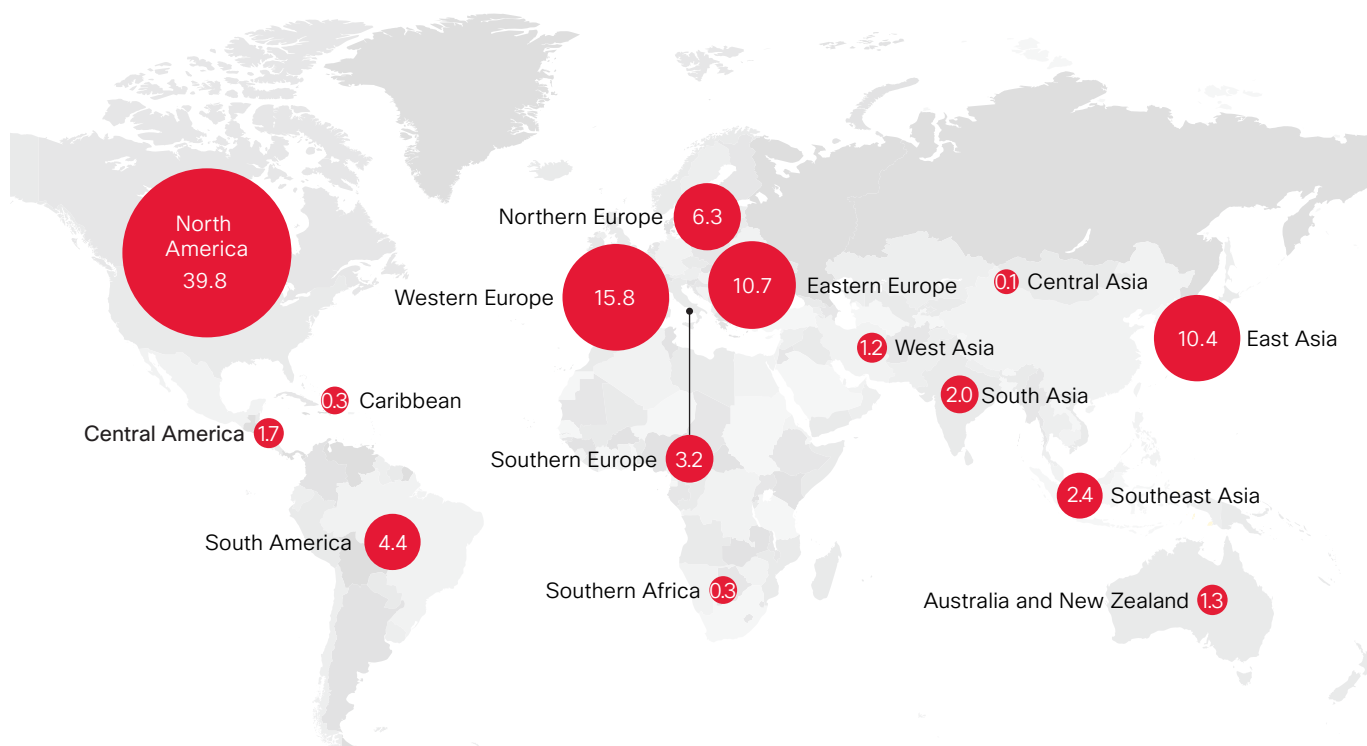 North
America
39.8
Northern Europe 6.3
Western Europe 15.8
10.7 Eastern Europe
0.1 Central Asia
10.4 East Asia
1.2 West Asia
2.0 South Asia
0.3 Caribbean
Central America 1.7
Southern Europe 3.2
2.4 Southeast Asia
South America 4.4
Southern Africa 0.3
Australia and New Zealand 1.3